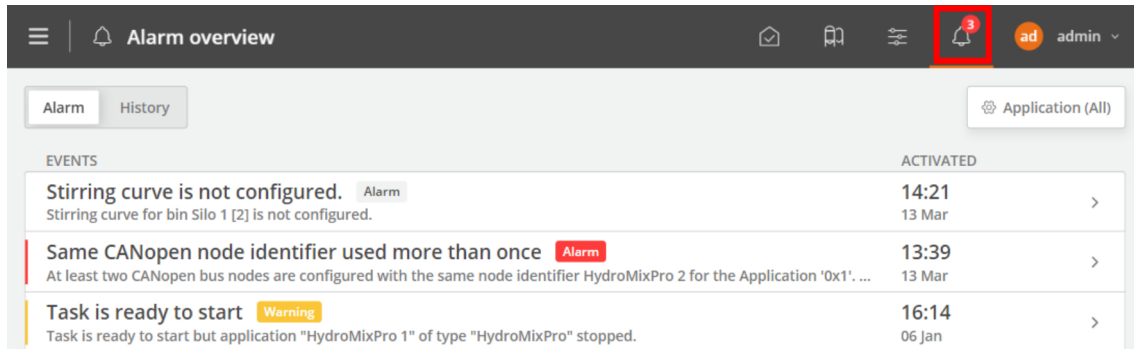 Alarm overview
3
ad admin
Alarm History
Application (All)
EVENTS ACTIVATED
Stirring curve is not configured. Alarm 14:21
Stirring curve for bin Silo 1 [2] is not configured. 13 Mar
Same CANopen node identifier used more than once Alarm 13:39
At least two CANopen bus nodes are configured with the same node identifier HydroMixPro 2 for the Application '0x1'. ... 13 Mar
Task is ready to start Warning 16:14
Task is ready to start but application "HydroMixPro 1" of type "HydroMixPro" stopped. 06 Jan